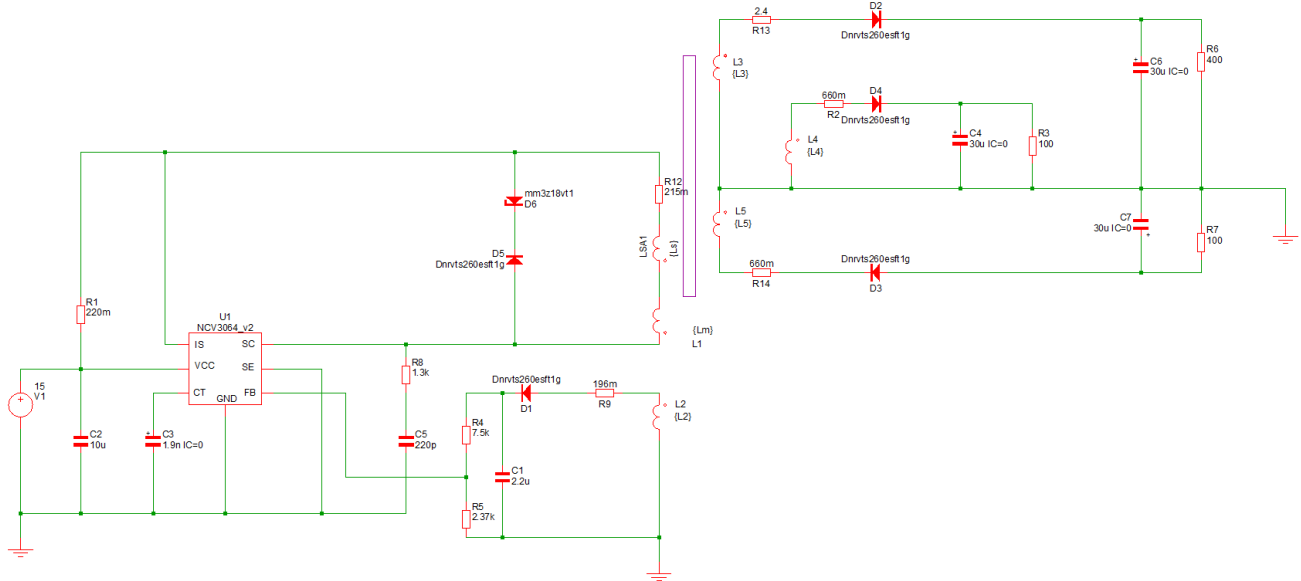 2.4
R13
D2
Dnrvts260esft1g
L3
{L3}
C6
30u IC=0
R6
400
660m
R2
D4
Dnrvts260esft1g
L4
{L4}
C4
30u IC=0
R3
100
R12
215m
mm3z18vt1
D6
L5
{L5}
C7
30u IC=0
R7
100
D5
Dnrvts260esft1g
LSA1
{Ls}
Dnrvts260esft1g
660m
R14
D3
R1
220m
U1
NCV3064_v2
IS
SC
VCC
SE
CT
GND
FB
{Lm}
L1
R8
1.3k
15
V1
Dnrvts260esft1g
D1
196m
R9
L2
{L2}
C2
10u
C3
1.9n IC=0
C5
220p
R4
7.5k
C1
2.2u
R5
2.37k